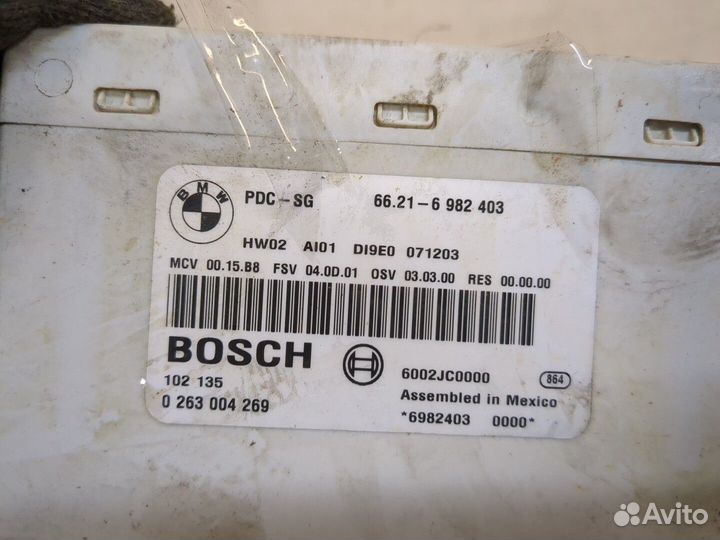 BMW
PDC-SG 66.21-6 982 403
HW02 AI01 DI9E0 071203
MCV 00.15.B8 FSV 04.0D.01 OSV 03.03.00 RES 00.00.00
BOSCH
6002JC0000 864
102 135 Assembled in Mexico
0 263 004 269 *6982403 0000*
Avito